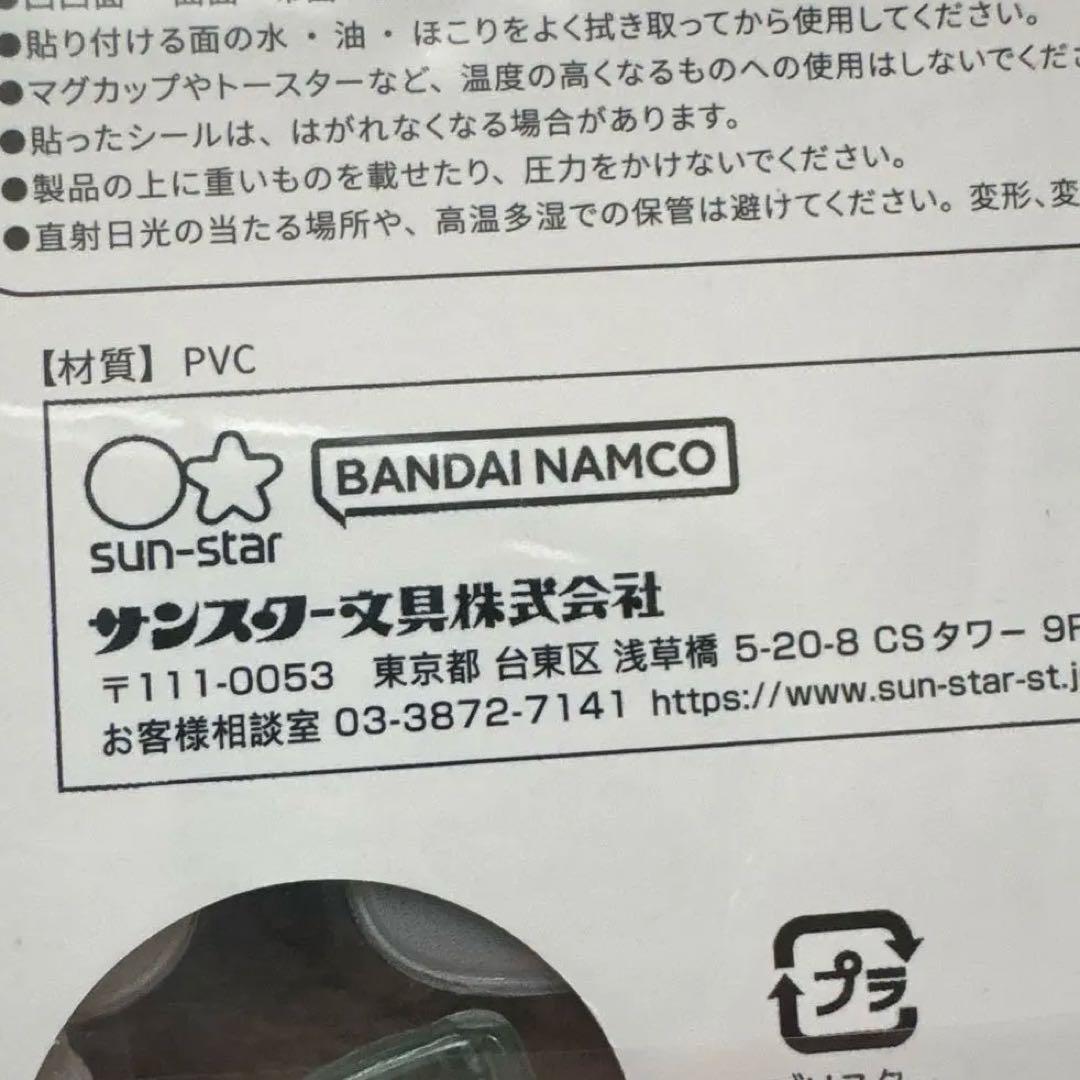 ●貼り付ける面の水・油・ほこりをよく拭き取ってから使用してください。
●マグカップやトースターなど、温度の高くなるものへの使用はしないでくだ
●貼ったシールは、はがれなくなる場合があります。
●製品の上に重いものを載せたり、圧力をかけないでください。
●直射日光の当たる場所や、高温多湿での保管は避けてください。変形、変
【材質】PVC
BANDAI NAMCO
sun-star
サンスター文具株式会社
〒111-0053 東京都 台東区 浅草橋 5-20-8 CSタワー 9F
お客様相談室 03-3872-7141 https://www.sun-star-st.j
プラ